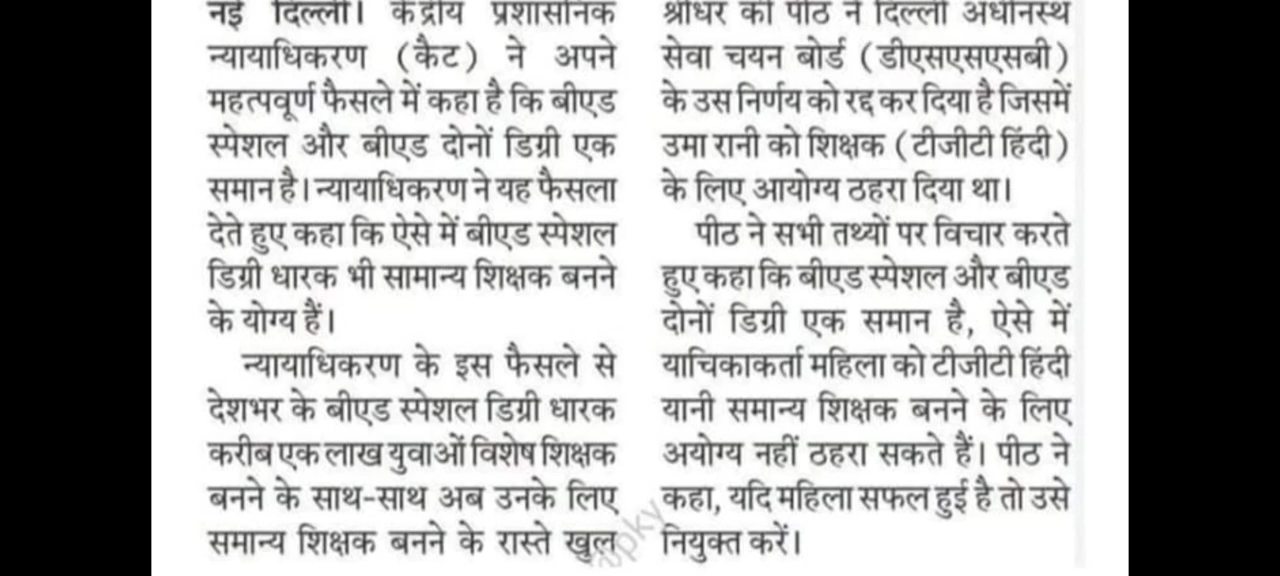 नई दिल्ली। केंद्रीय प्रशासनिक
न्यायाधिकरण (कैट) ने अपने
महत्पवूर्ण फैसले में कहा है कि बीएड
स्पेशल और बीएड दोनों डिग्री एक
समान है। न्यायाधिकरण ने यह फैसला
देते हुए कहा कि ऐसे में बीएड स्पेशल
डिग्री धारक भी सामान्य शिक्षक बनने
के योग्य हैं।
न्यायाधिकरण के इस फैसले से
देशभर के बीएड स्पेशल डिग्री धारक
करीब एक लाख युवाओं विशेष शिक्षक
बनने के साथ-साथ अब उनके लिए
समान्य शिक्षक बनने के रास्ते खुल
श्रीधर की पीठ ने दिल्ली अधीनस्थ
सेवा चयन बोर्ड (डीएसएसएसबी)
के उस निर्णय को रद्द कर दिया है जिसमें
उमा रानी को शिक्षक (टीजीटी हिंदी)
के लिए आयोग्य ठहरा दिया था।
पीठ ने सभी तथ्यों पर विचार करते
हुए कहा कि बीएड स्पेशल और बीएड
दोनों डिग्री एक समान है, ऐसे में
याचिकाकर्ता महिला को टीजीटी हिंदी
यानी समान्य शिक्षक बनने के लिए
अयोग्य नहीं ठहरा सकते हैं। पीठ ने
कहा, यदि महिला सफल हुई है तो उसे
नियुक्त करें।